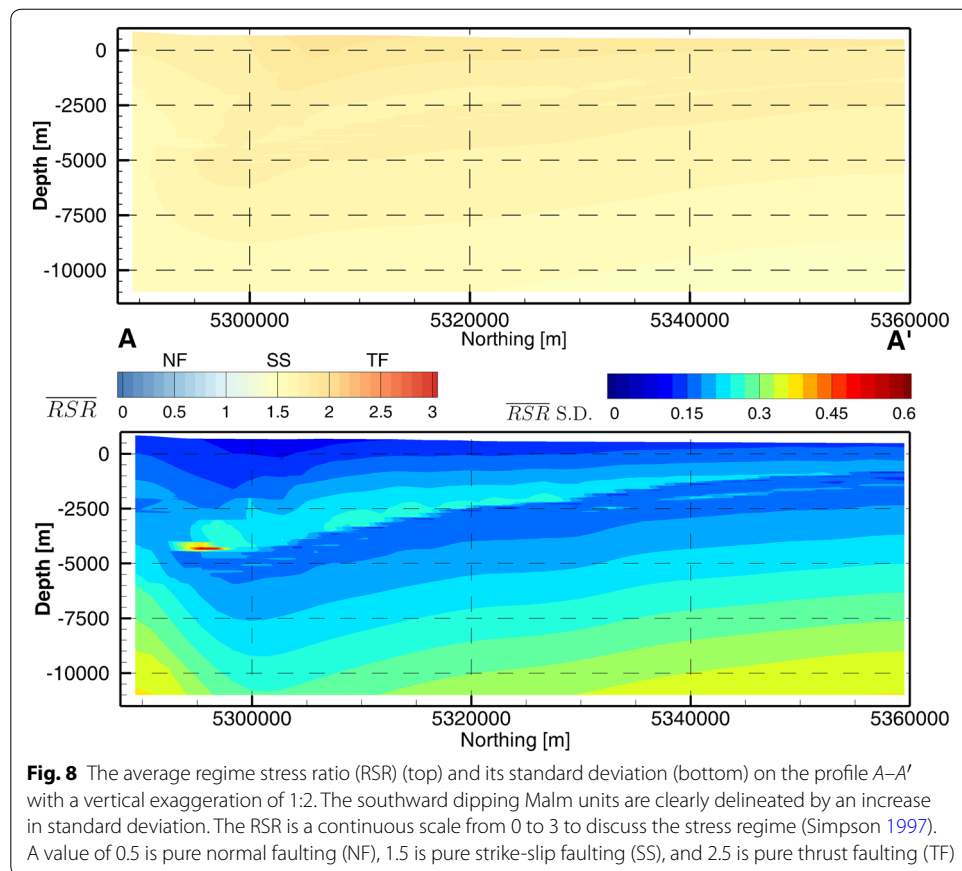 0
-2500
-5000
-7500
-10000
Depth [m]
5300000 5320000 5340000 5360000
Northing [m]
A A'
NF SS TF
RSR 0 0.5 1 1.5 2 2.5 3
RSR S.D. 0 0.15 0.3 0.45 0.6
0
-2500
-5000
-7500
-10000
Depth [m]
5300000 5320000 5340000 5360000
Northing [m]
Fig. 8 The average regime stress ratio (RSR) (top) and its standard deviation (bottom) on the profile A–A′
with a vertical exaggeration of 1:2. The southward dipping Malm units are clearly delineated by an increase
in standard deviation. The RSR is a continuous scale from 0 to 3 to discuss the stress regime (Simpson 1997).
A value of 0.5 is pure normal faulting (NF), 1.5 is pure strike-slip faulting (SS), and 2.5 is pure thrust faulting (TF)